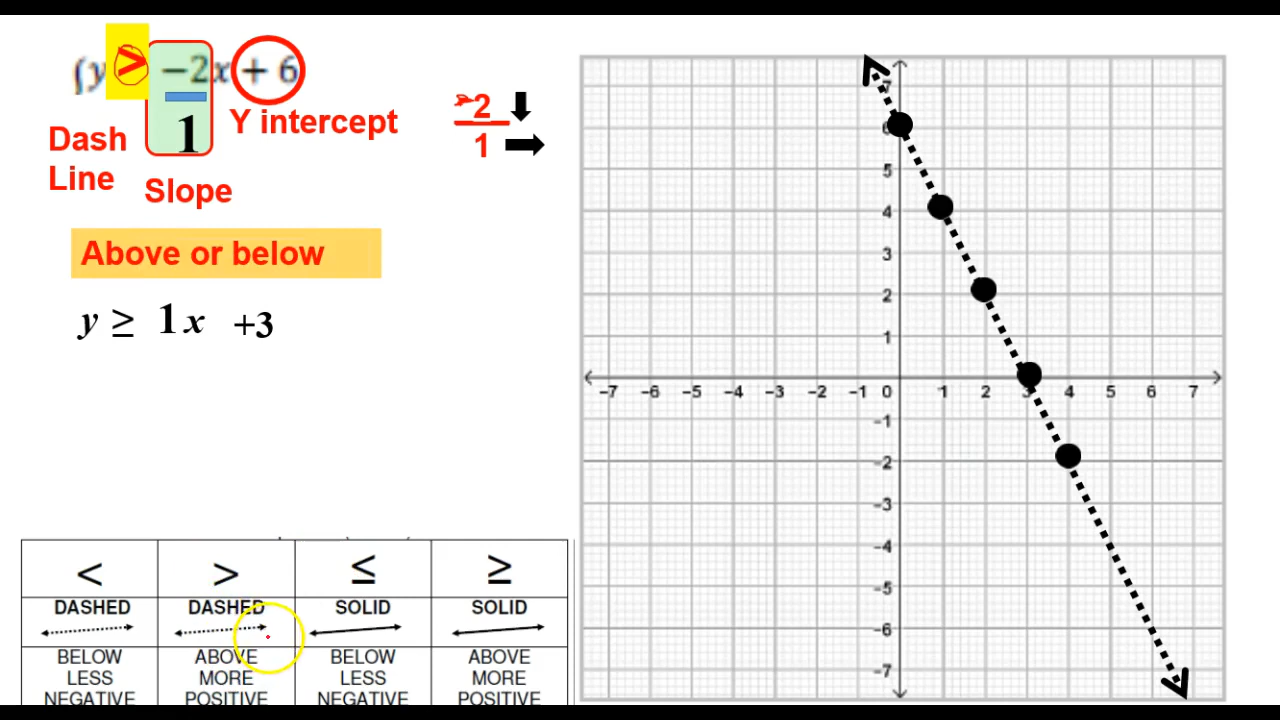 {y > −2x + 6
1
Dash
Line
Slope
Y intercept
-2
1
Above or below
y ≥ 1x +3
< > ≤ ≥
DASHED DASHED SOLID SOLID
BELOW ABOVE BELOW ABOVE
LESS MORE LESS MORE
NEGATIVE POSITIVE NEGATIVE POSITIVE
7
6
5
4
3
2
1
-7 -6 -5 -4 -3 -2 -1 0 1 2 3 4 5 6 7
-1
-2
-3
-4
-5
-6
-7